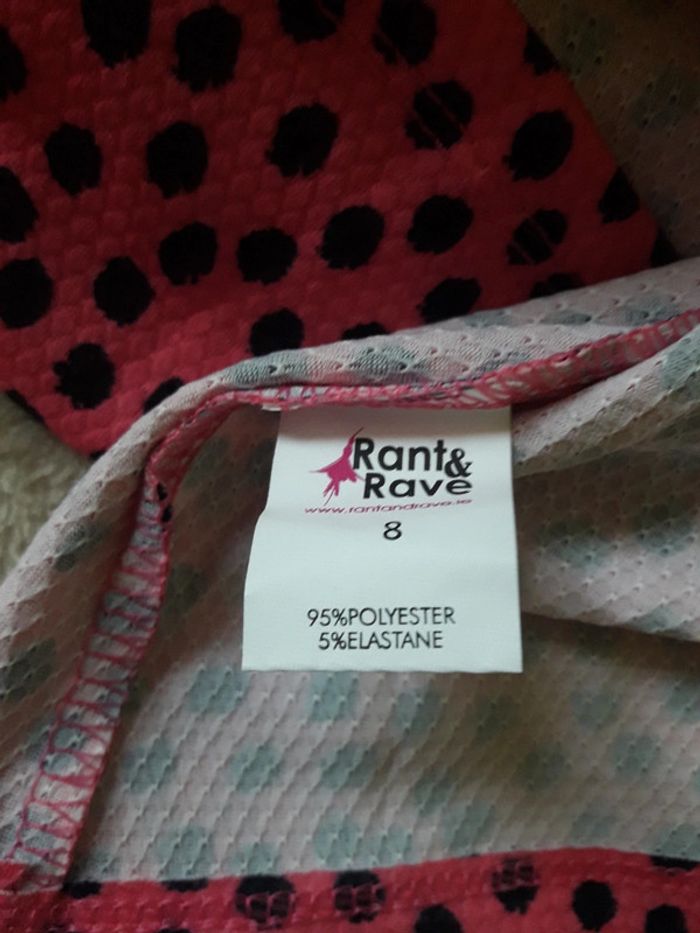 Rant&
Rave
www.rantandrave.ie
8
95%POLYESTER
5%ELASTANE